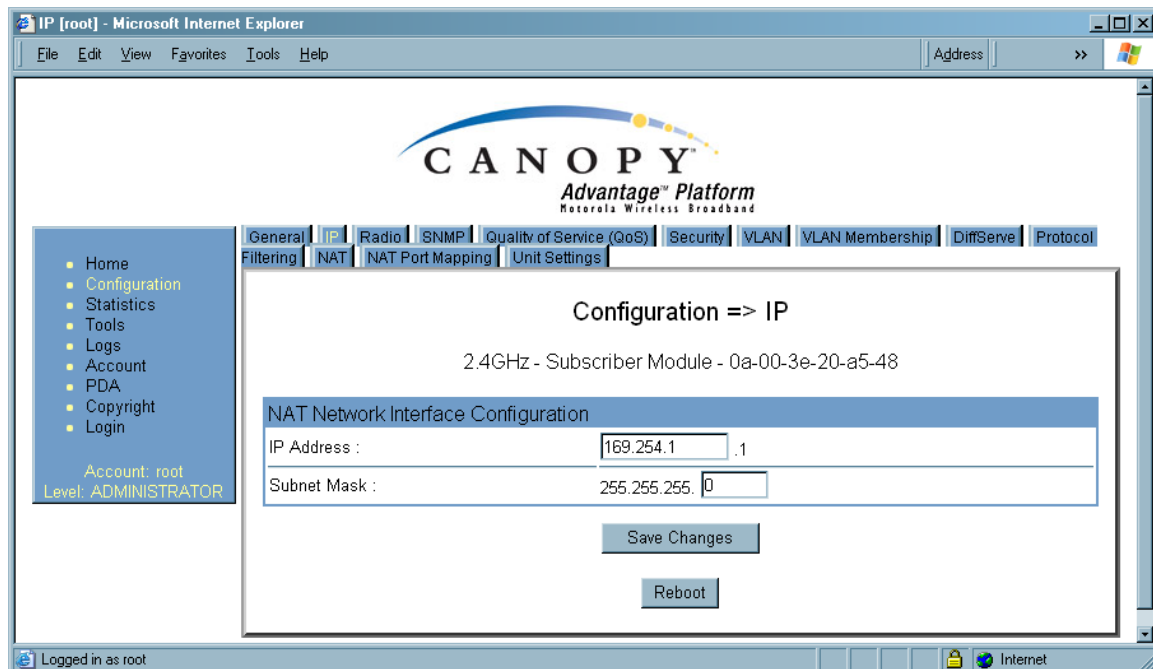 IP [root] - Microsoft Internet Explorer
File Edit View Favorites Tools Help Address »
CANOPY™
Advantage™ Platform
Motorola Wireless Broadband
General IP Radio SNMP Quality of Service (QoS) Security VLAN VLAN Membership DiffServe Protocol
Filtering NAT NAT Port Mapping Unit Settings
Home
Configuration
Statistics
Tools
Logs
Account
PDA
Copyright
Login
Account: root
Level: ADMINISTRATOR
Configuration => IP
2.4GHz - Subscriber Module - 0a-00-3e-20-a5-48
NAT Network Interface Configuration
IP Address : 169.254.1 .1
Subnet Mask : 255.255.255. 0
Save Changes
Reboot
Logged in as root Internet